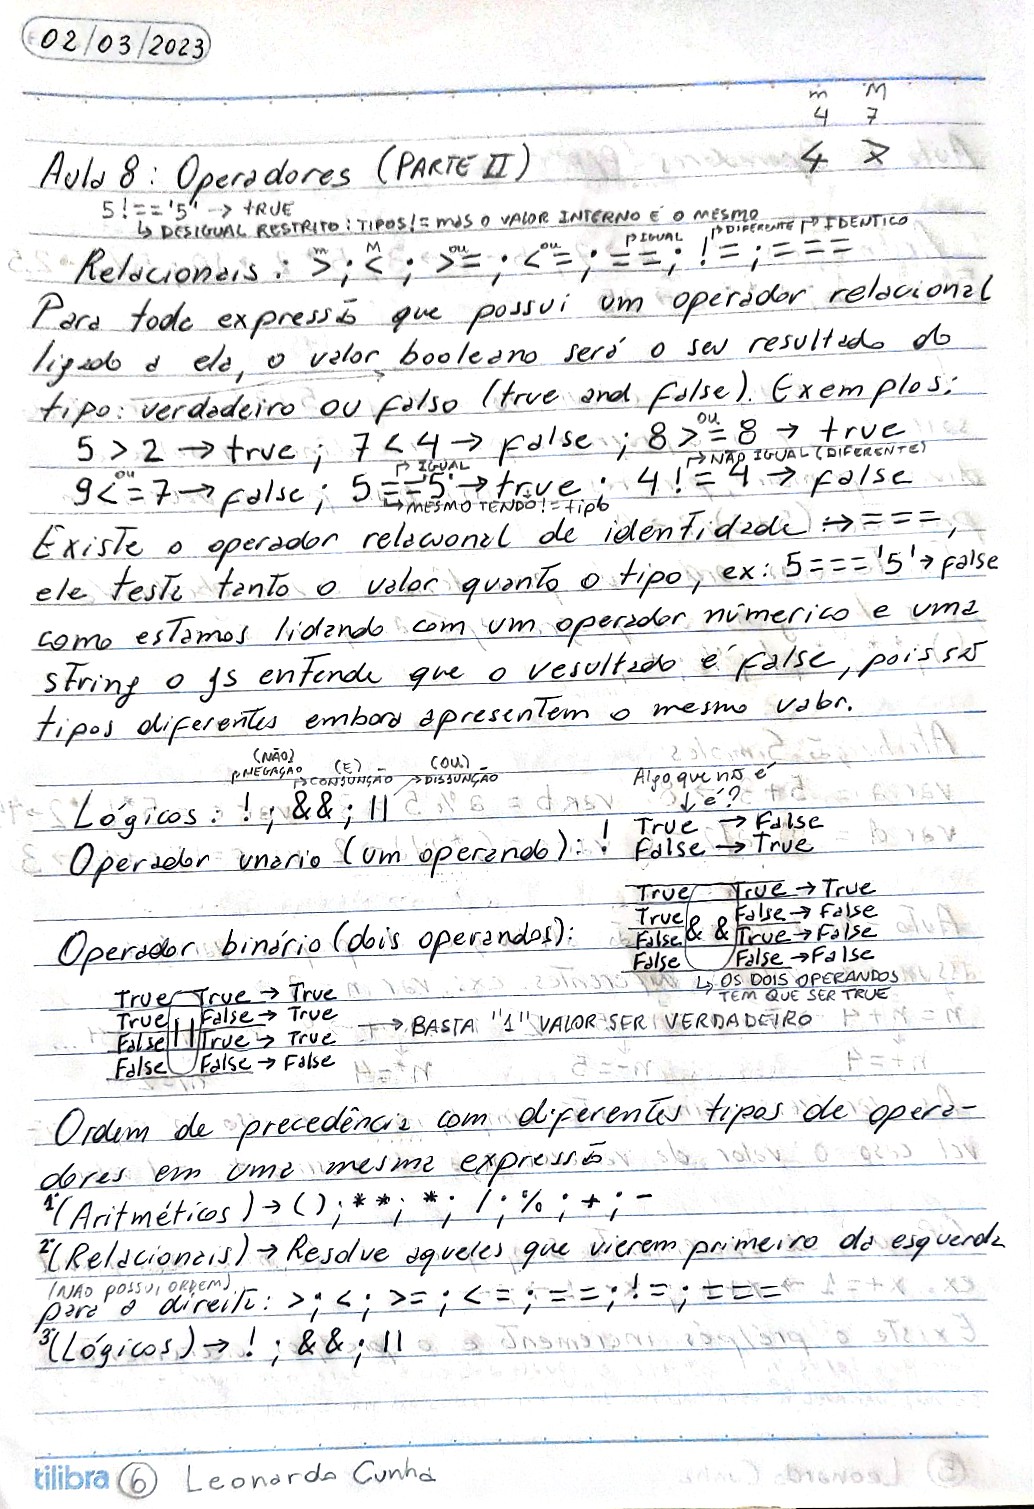 02/03/2023
m M
4 7
4 7
Aula 8: Operadores (PARTE II)
5!=='5' -> tRUE
↳ DESIGUAL RESTRITO: TIPOS != mas O VALOR INTERNO E O MESMO
m M ou ou ↱IGUAL ↱DIFERENTE ↱IDENTICO
Relacionais: >; <; >=; <=; ==; !=; ===
Para toda expressão que possui um operador relacional
ligado a ela, o valor booleano será o seu resultado do
tipo: verdadeiro ou falso (true and false). Exemplos:
ou
5 > 2 → true; 7 < 4 → false; 8 >= 8 → true
ou ↱ IGUAL ↱ NÃO IGUAL (DIFERENTE)
9<=7 → false; 5=='5' → true; 4!=4 → false
↳MESMO TENDO != tipo
Existe o operador relacional de identidade → ===,
ele testa tanto o valor quanto o tipo, ex: 5==='5' → false
como estamos lidando com um operador númerico e uma
string o js entende que o resultado é false, pois são
tipos diferentes embora apresentem o mesmo valor.
(NÃO) (E) (OU)
↱NEGAÇÃO ↱CONJUNÇÃO ↱DISJUNÇÃO
Algo que não é
↓ é?
Lógicos: !; &&; ||
True → False
Operador unario (um operando): ! False → True
True True → True
True False → False
Operador binário (dois operandos): && False True → False
False False → False
↳ OS DOIS OPERANDOS
TEM QUE SER TRUE
True True → True
True False → True
|| False True → True → BASTA "1" VALOR SER VERDADEIRO
False False → False
Ordem de precedência com diferentes tipos de opera-
dores em uma mesma expressão
1º(Aritméticos) → (); **; *; /; %; +; -
2º(Relacionais) → Resolve aqueles que vierem primeiro da esquerda
(NÃO POSSUI ORDEM)
para a direita: >; <; >=; <=; ==; !=; ===
3º(Lógicos) → !; &&; ||
tilibra 6 Leonardo Cunha